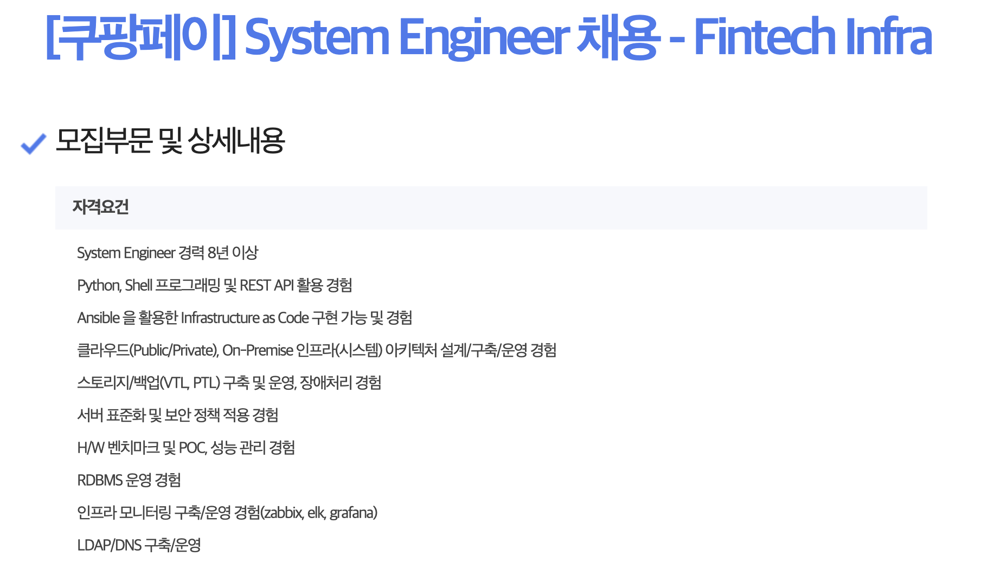 [쿠팡페이] System Engineer 채용 - Fintech Infra
모집부문 및 상세내용
자격요건
System Engineer 경력 8년 이상
Python, Shell 프로그래밍 및 REST API 활용 경험
Ansible 을 활용한 Infrastructure as Code 구현 가능 및 경험
클라우드(Public/Private), On-Premise 인프라(시스템) 아키텍처 설계/구축/운영 경험
스토리지/백업(VTL, PTL) 구축 및 운영, 장애처리 경험
서버 표준화 및 보안 정책 적용 경험
H/W 벤치마크 및 POC, 성능 관리 경험
RDBMS 운영 경험
인프라 모니터링 구축/운영 경험(zabbix, elk, grafana)
LDAP/DNS 구축/운영